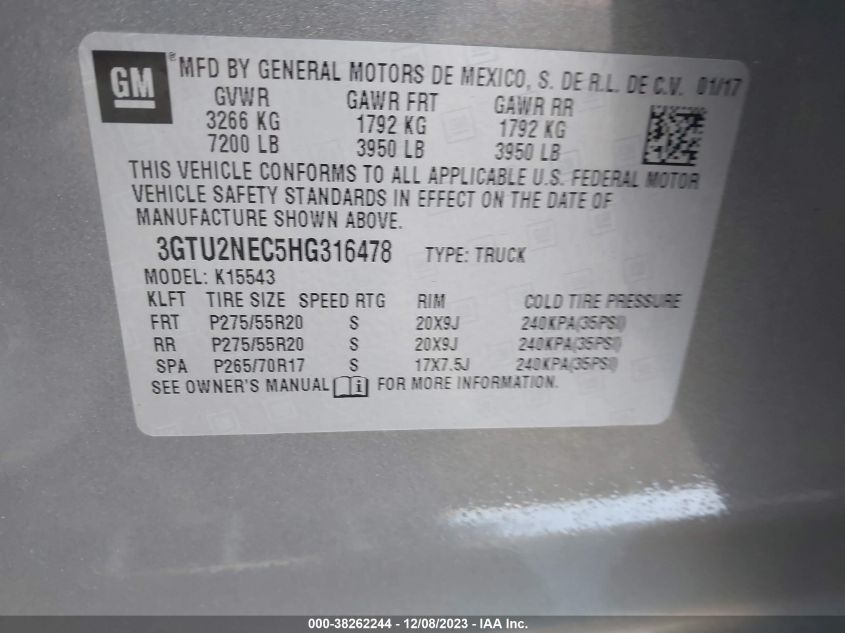 GM
® MFD BY GENERAL MOTORS DE MEXICO, S. DE R.L. DE C.V. 01/17
GVWR GAWR FRT GAWR RR
3266 KG 1792 KG 1792 KG
7200 LB 3950 LB 3950 LB
THIS VEHICLE CONFORMS TO ALL APPLICABLE U.S. FEDERAL MOTOR
VEHICLE SAFETY STANDARDS IN EFFECT ON THE DATE OF
MANUFACTURE SHOWN ABOVE.
3GTU2NEC5HG316478 TYPE: TRUCK
MODEL: K15543
KLFT TIRE SIZE SPEED RTG RIM COLD TIRE PRESSURE
FRT P275/55R20 S 20X9J 240KPA(35PSI)
RR P275/55R20 S 20X9J 240KPA(35PSI)
SPA P265/70R17 S 17X7.5J 240KPA(35PSI)
SEE OWNER'S MANUAL i FOR MORE INFORMATION.
000-38262244 - 12/08/2023 - IAA Inc.